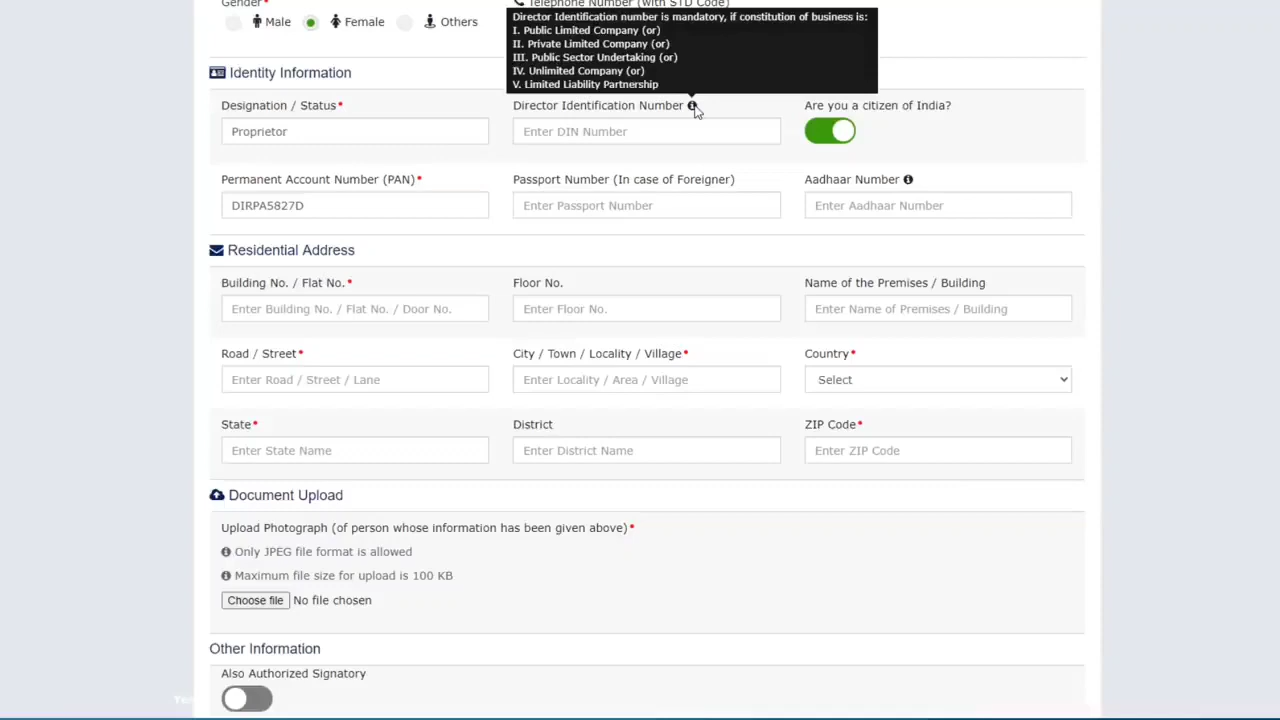 Gender*
Telephone Number (with STD Code)
Male Female Others
Director Identification number is mandatory, if constitution of business is:
I. Public Limited Company (or)
II. Private Limited Company (or)
III. Public Sector Undertaking (or)
IV. Unlimited Company (or)
V. Limited Liability Partnership
Identity Information
Designation / Status* Director Identification Number Are you a citizen of India?
Proprietor Enter DIN Number
Permanent Account Number (PAN)* Passport Number (In case of Foreigner) Aadhaar Number
DIRPA5827D Enter Passport Number Enter Aadhaar Number
Residential Address
Building No. / Flat No.* Floor No. Name of the Premises / Building
Enter Building No. / Flat No. / Door No. Enter Floor No. Enter Name of Premises / Building
Road / Street* City / Town / Locality / Village* Country*
Enter Road / Street / Lane Enter Locality / Area / Village Select
State* District ZIP Code*
Enter State Name Enter District Name Enter ZIP Code
Document Upload
Upload Photograph (of person whose information has been given above)*
Only JPEG file format is allowed
Maximum file size for upload is 100 KB
Choose file No file chosen
Other Information
Also Authorized Signatory